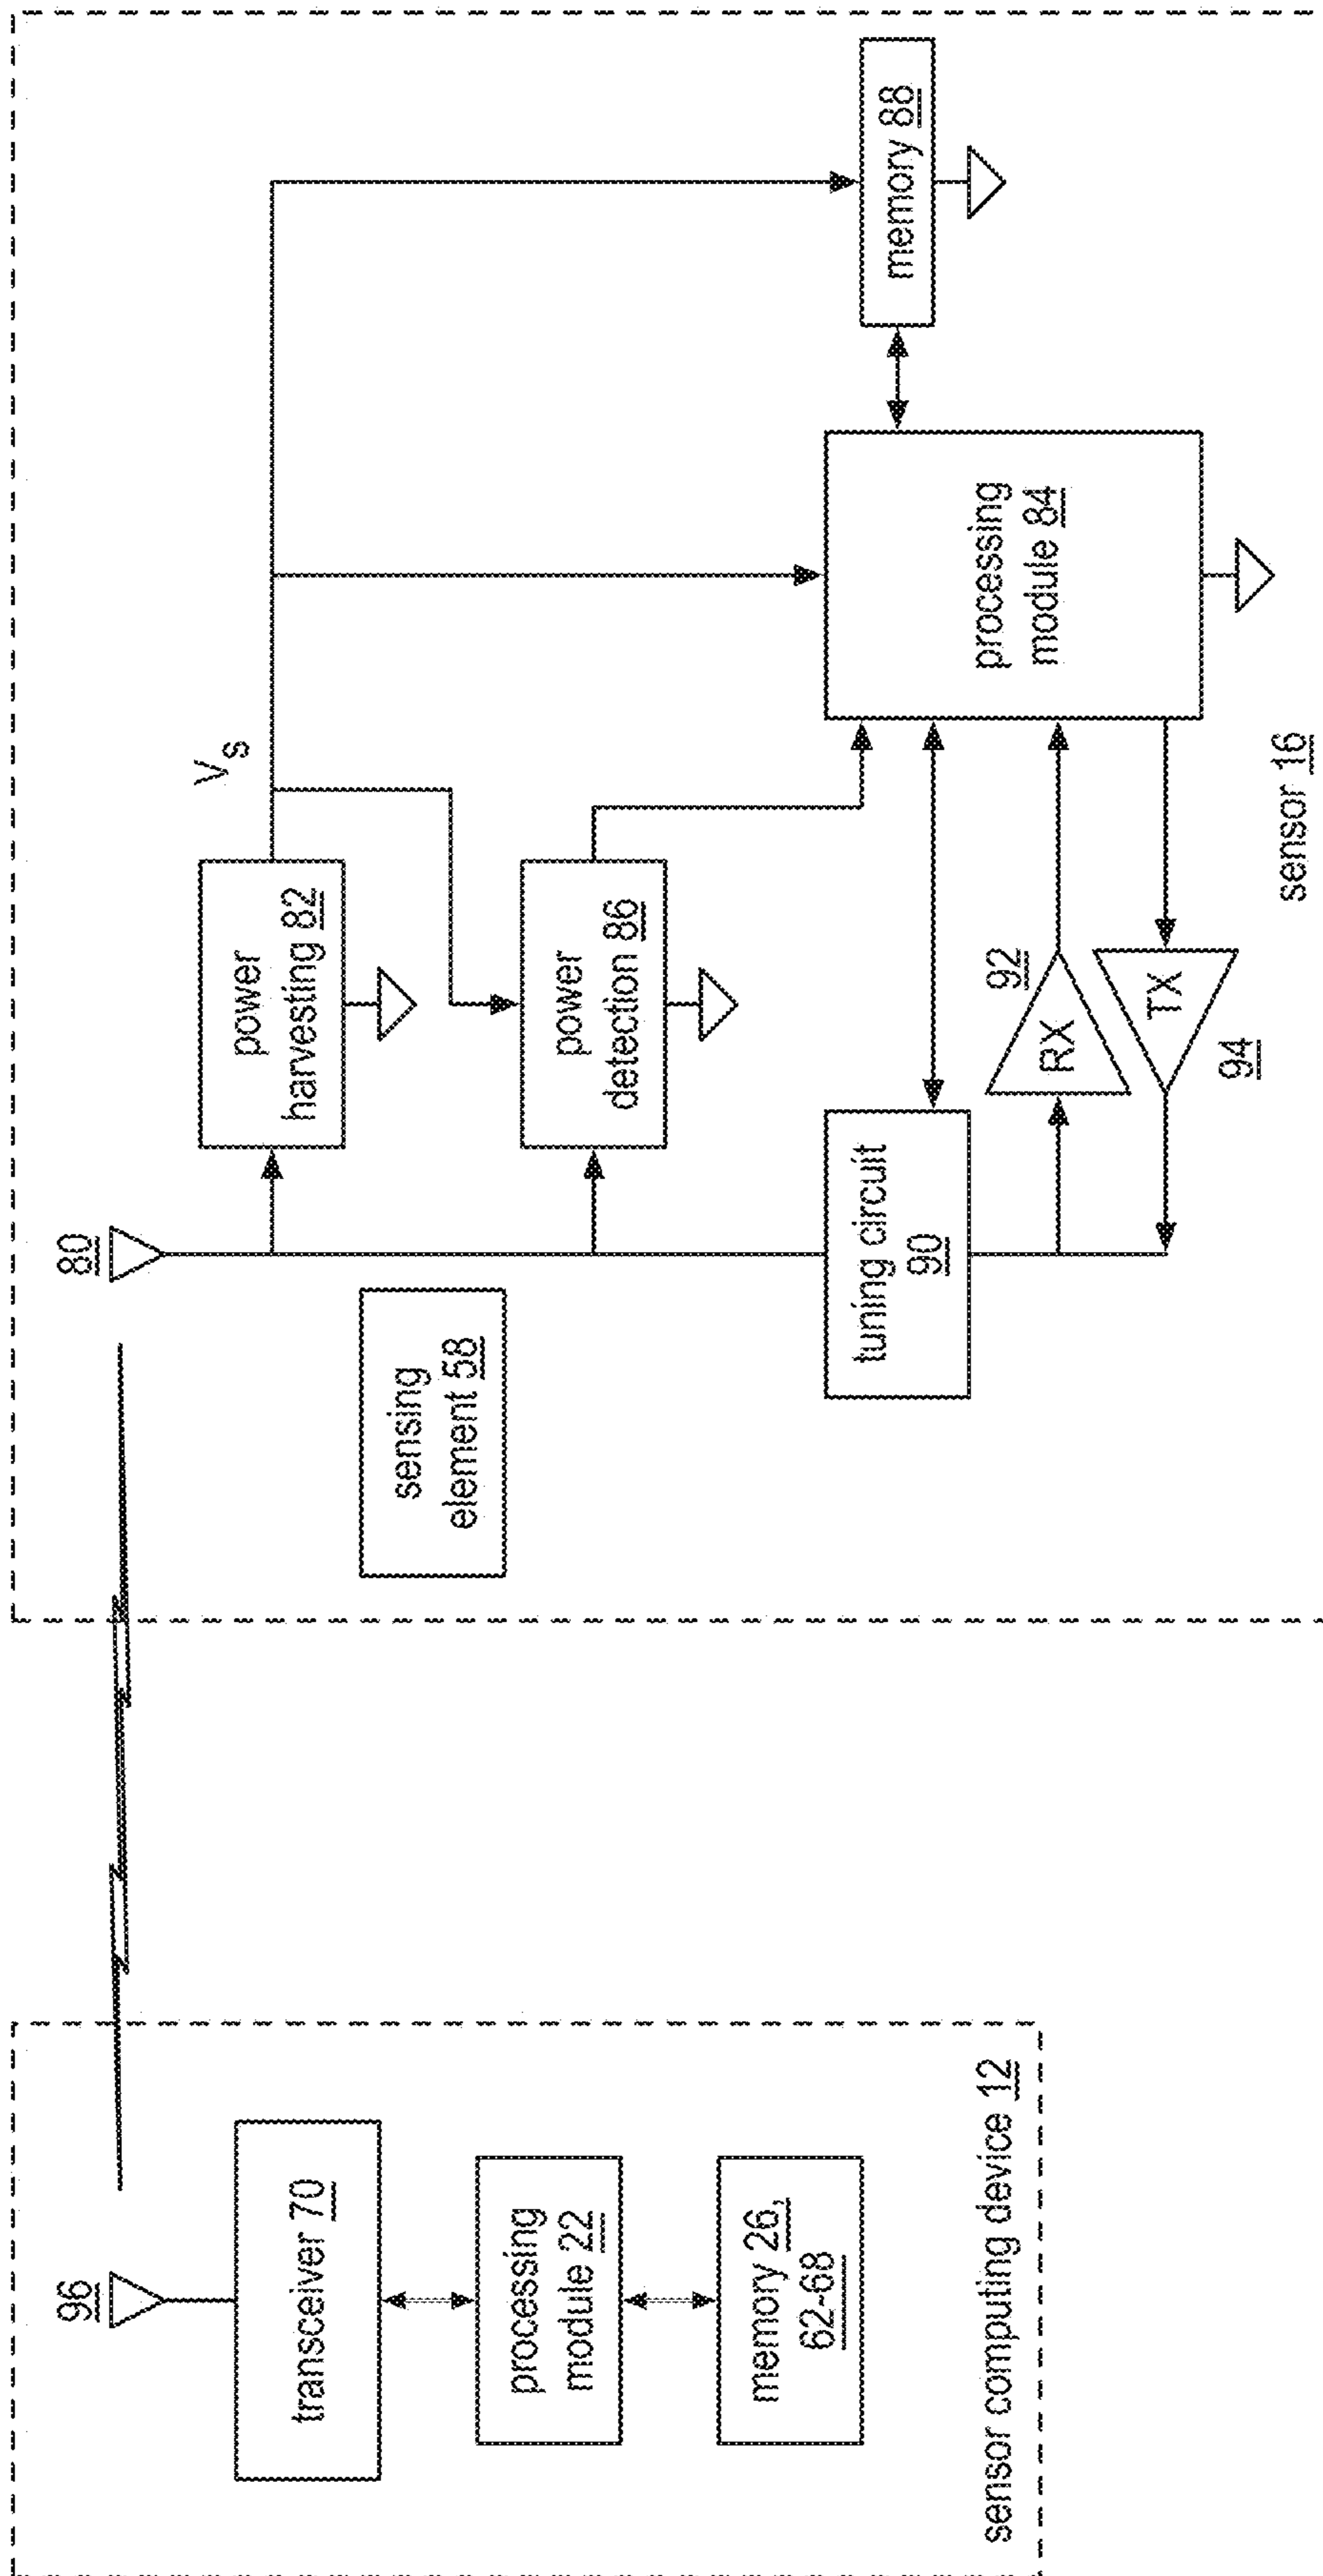 96
transceiver 70
processing
module 22
memory 26,
62-68
sensor computing device 12
80
sensing
element 58
power
harvesting 82
V_s
power
detection 86
tuning circuit
90
92
RX
TX
94
processing
module 84
memory 88
sensor 16